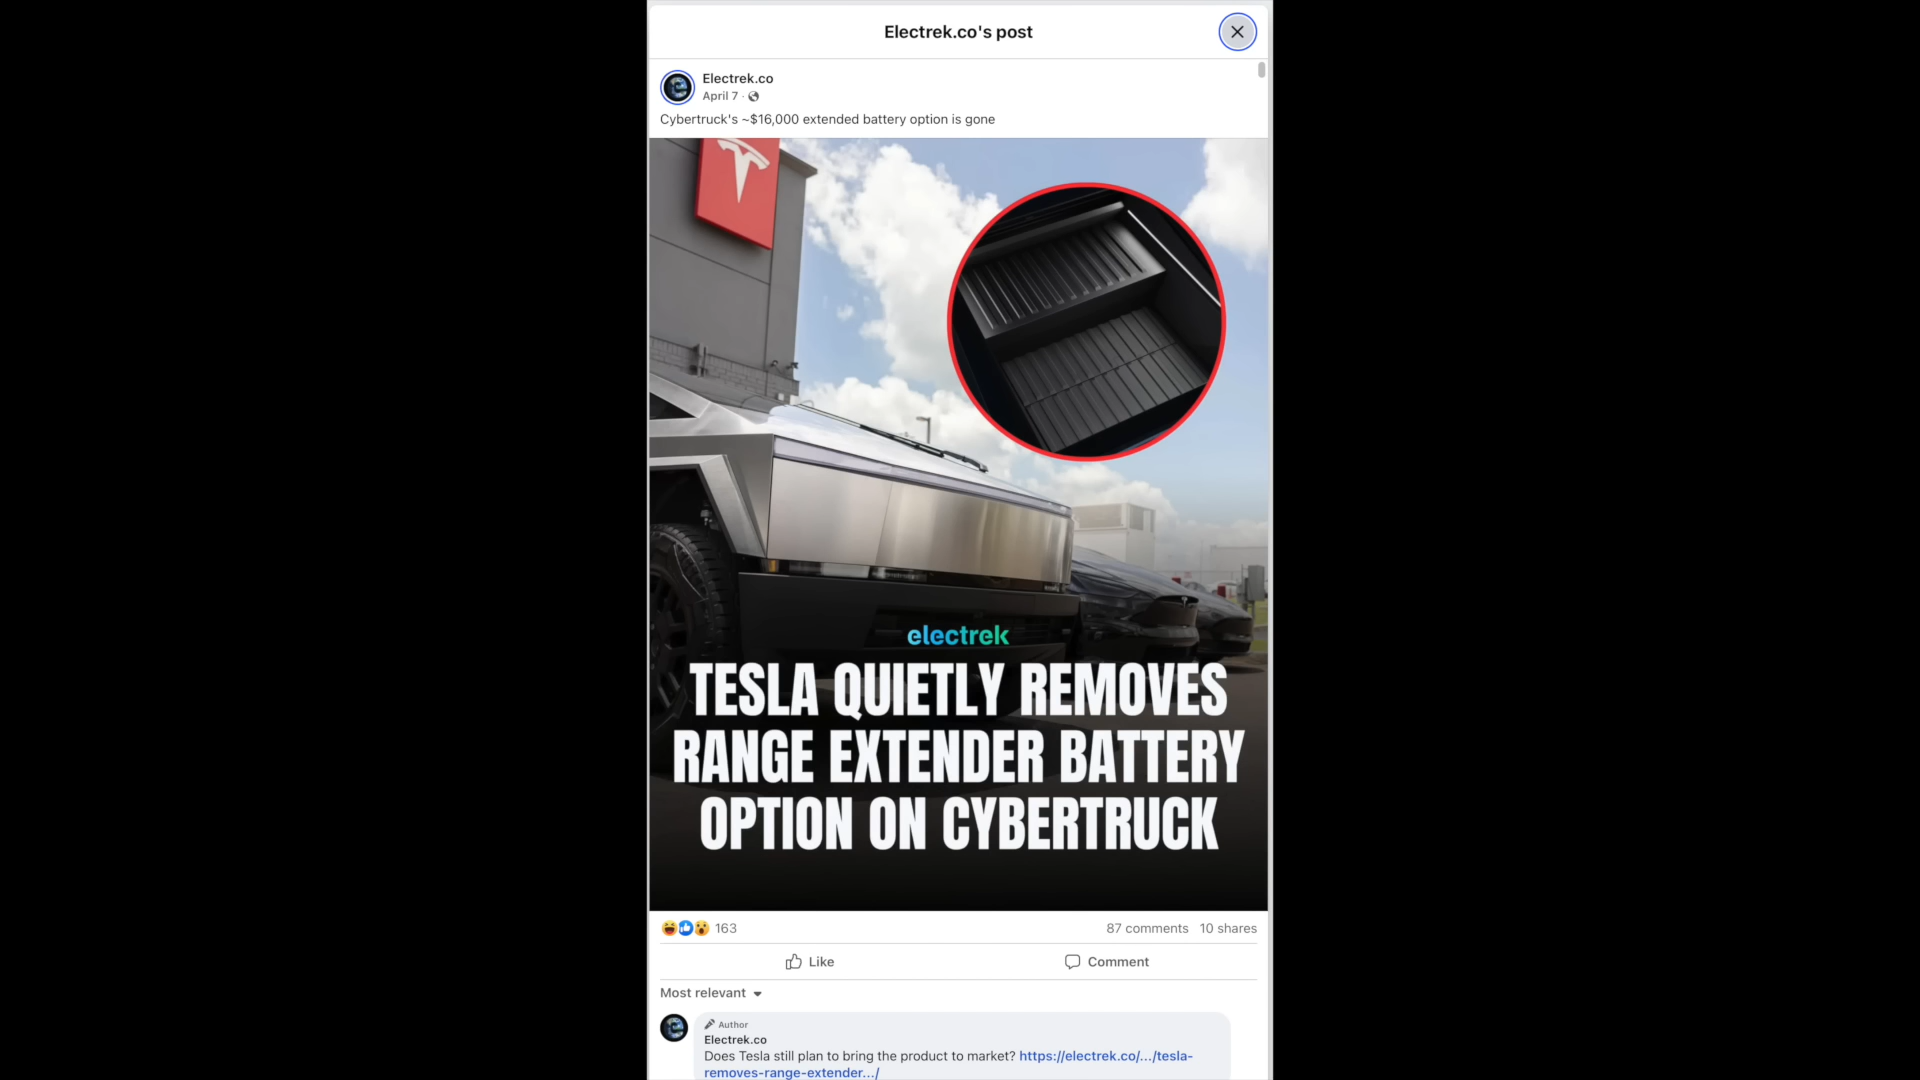 Electrek.co's post
Electrek.co
April 7 ·
Cybertruck's ~$16,000 extended battery option is gone
electrek
TESLA QUIETLY REMOVES
RANGE EXTENDER BATTERY
OPTION ON CYBERTRUCK
163
87 comments 10 shares
Like
Comment
Most relevant
Author
Electrek.co
Does Tesla still plan to bring the product to market? https://electrek.co/.../tesla-
removes-range-extender.../